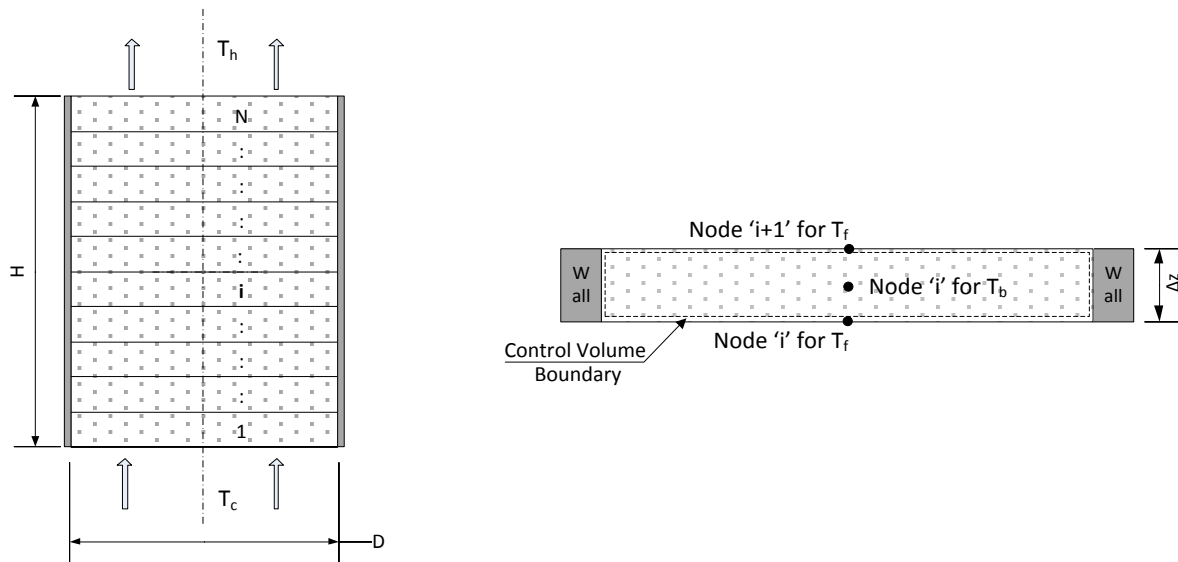 T_h
N
:
:
:
:
i
:
:
:
1
H
T_c
D
Node ‘i+1’ for T_f
W
all
Node ‘i’ for T_b
W
all
Δz
Node ‘i’ for T_f
Control Volume
Boundary